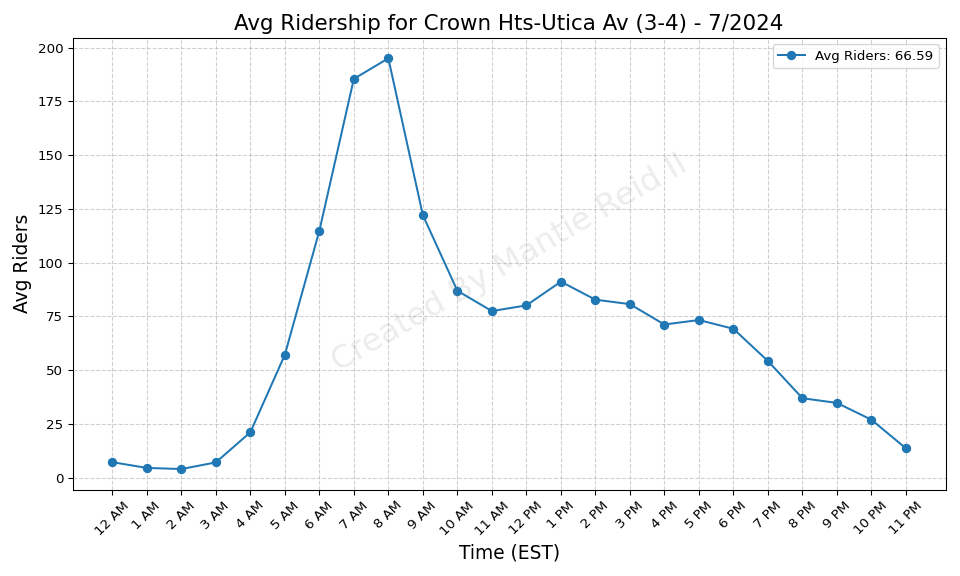 Avg Ridership for Crown Hts-Utica Av (3-4) - 7/2024
Avg Riders: 66.59
200
175
150
125
100
75
50
25
0
Avg Riders
Created By Mantie Reid II
12 AM
1 AM
2 AM
3 AM
4 AM
5 AM
6 AM
7 AM
8 AM
9 AM
10 AM
11 AM
12 PM
1 PM
2 PM
3 PM
4 PM
5 PM
6 PM
7 PM
8 PM
9 PM
10 PM
11 PM
Time (EST)